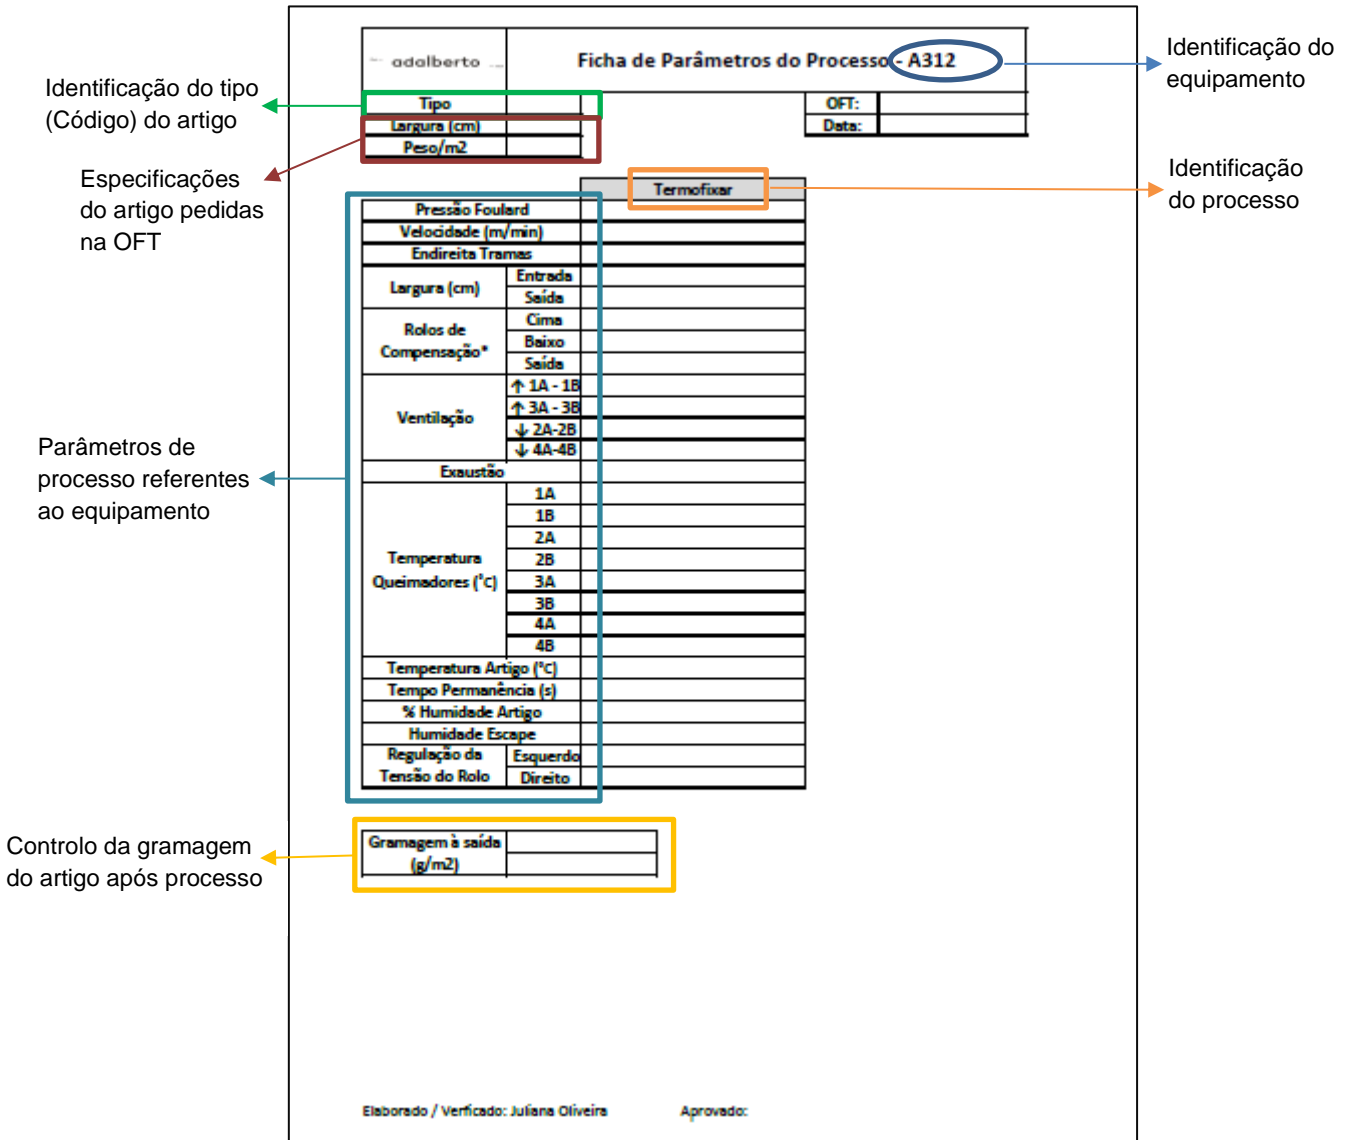 adalberto
Ficha de Parâmetros do Processo - A312
Identificação do
equipamento
Identificação do tipo
(Código) do artigo
Tipo
OFT:
Largura (cm)
Data:
Peso/m2
Especificações
do artigo pedidas
na OFT
Termofixar
Identificação
do processo
Pressão Foulard
Velocidade (m/min)
Endireita Tramas
Largura (cm)
Entrada
Saída
Rolos de
Compensação*
Cima
Baixo
Saída
Ventilação
↑ 1A - 1B
↑ 3A - 3B
↓ 2A-2B
↓ 4A-4B
Parâmetros de
processo referentes
ao equipamento
Exaustão
Temperatura
Queimadores (°C)
1A
1B
2A
2B
3A
3B
4A
4B
Temperatura Artigo (°C)
Tempo Permanência (s)
% Humidade Artigo
Humidade Escape
Regulação da
Tensão do Rolo
Esquerdo
Direito
Controlo da gramagem
do artigo após processo
Gramagem à saída
(g/m2)
Elaborado / Verficado: Juliana Oliveira
Aprovado: